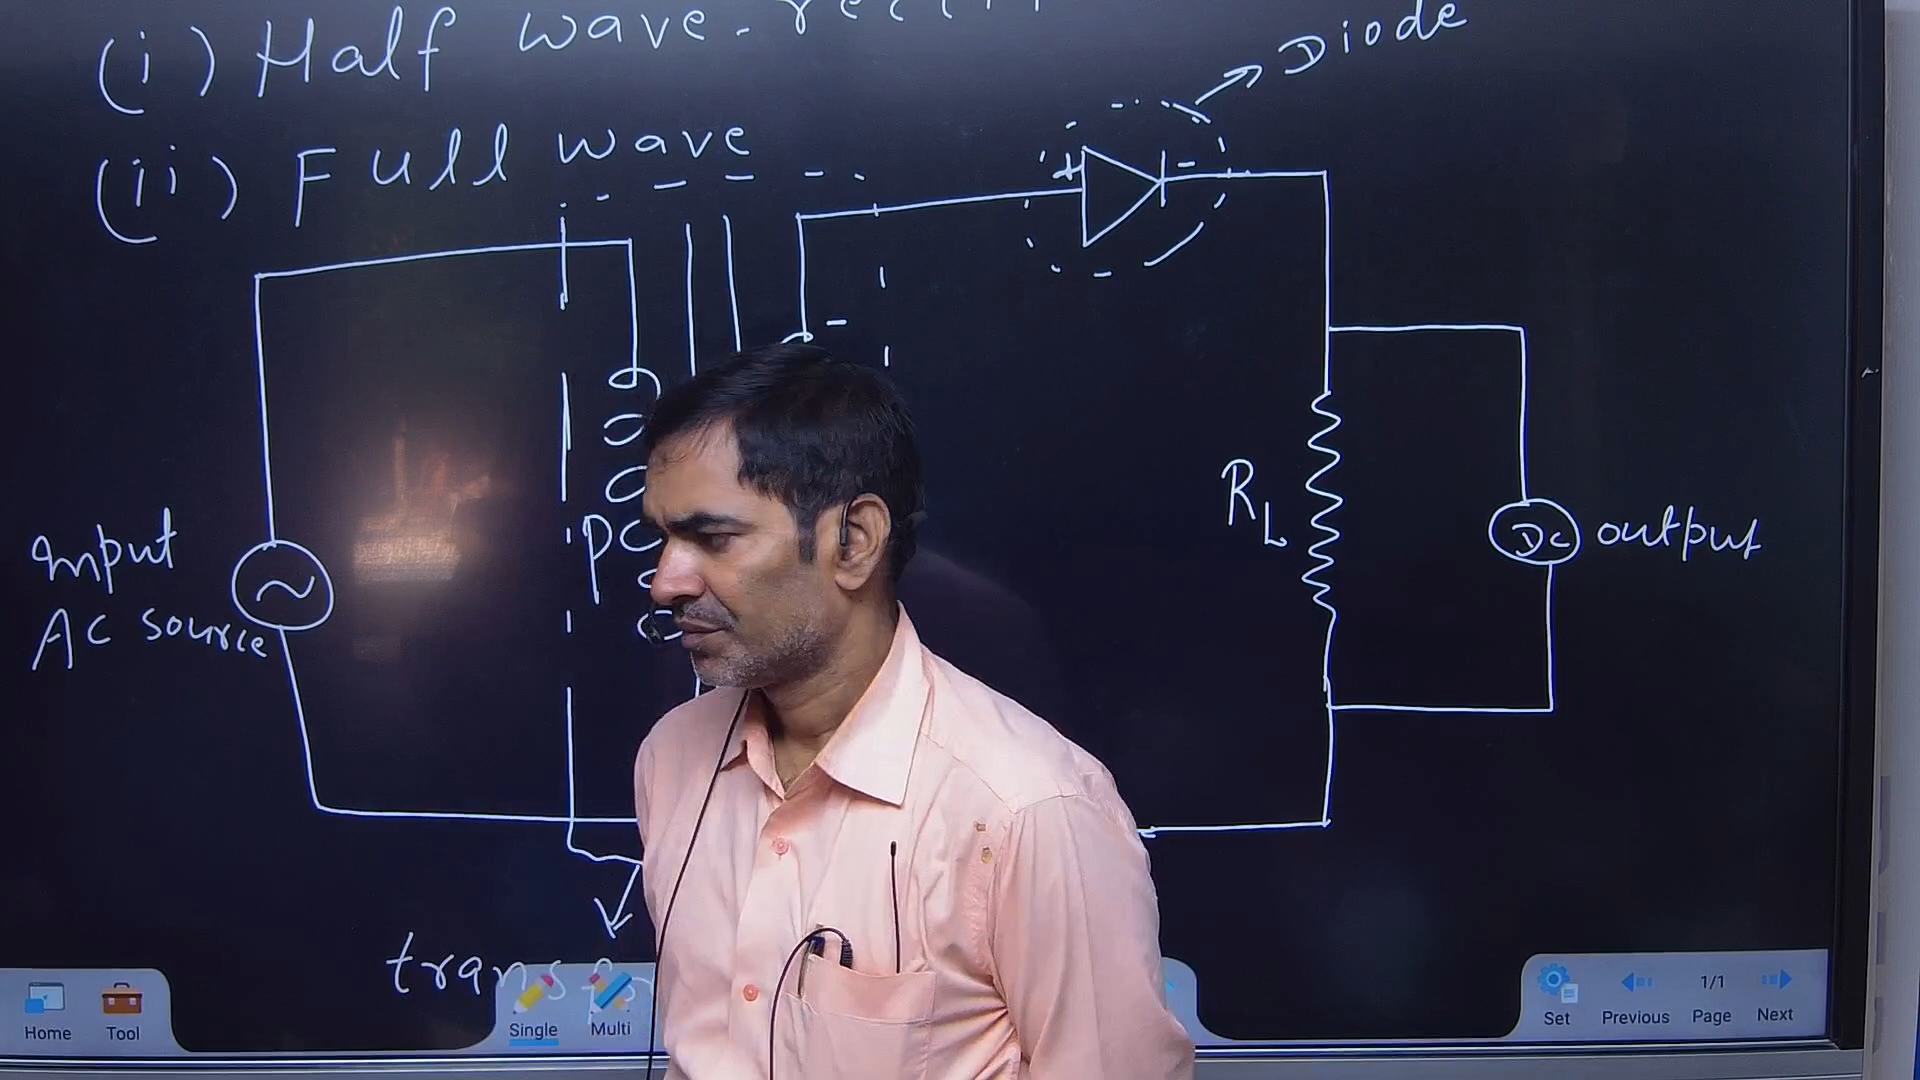 (i) Half wave-
(ii) Full wave
Diode
+
-
-
Input
AC source
P
RL
DC output
Home
Tool
Single
Multi
Set
Previous
1/1
Page
Next